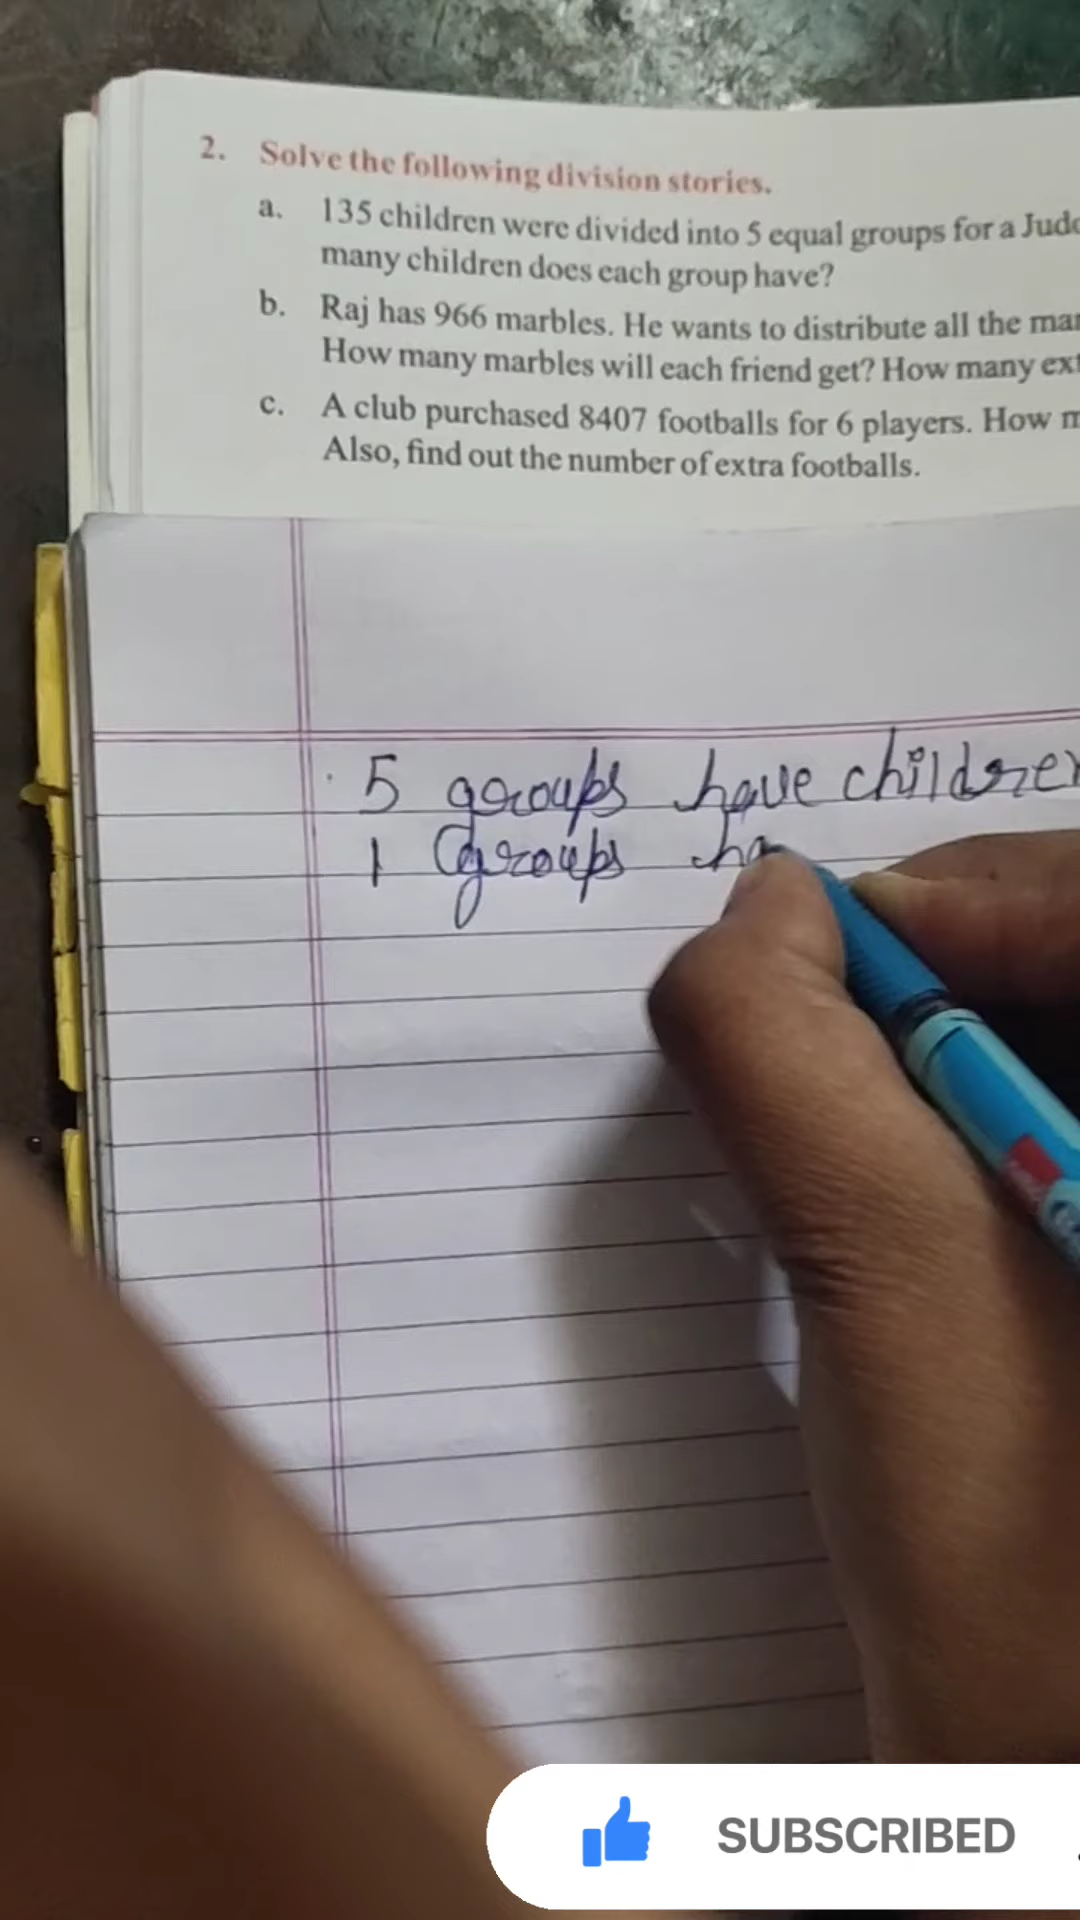 2. Solve the following division stories.
a. 135 children were divided into 5 equal groups for a
many children does each group have?
b. Raj has 966 marbles. He wants to distribute all the
How many marbles will each friend get? How many
c. A club purchased 8407 footballs for 6 players. How
Also, find out the number of extra footballs.
5 groups have children
1 Groups ha
SUBSCRIBED